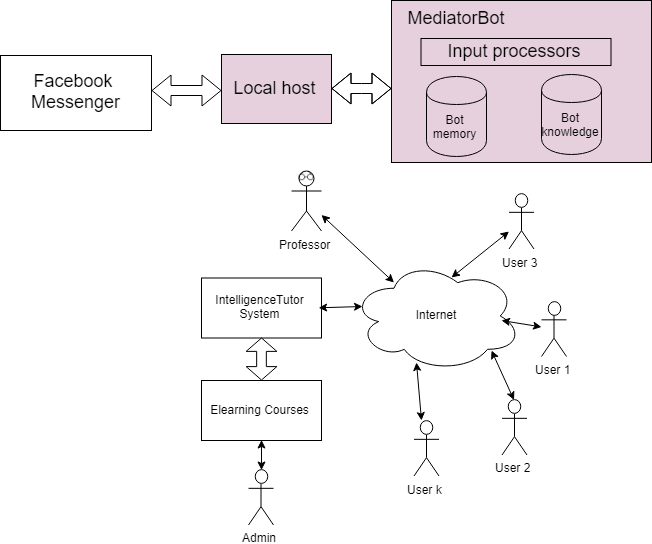 MediatorBot
Input processors
Facebook
Messenger
Local host
Bot
memory
Bot
knowledge
Professor
User 3
IntelligenceTutor
System
Internet
User 1
Elearning Courses
User 2
User k
Admin